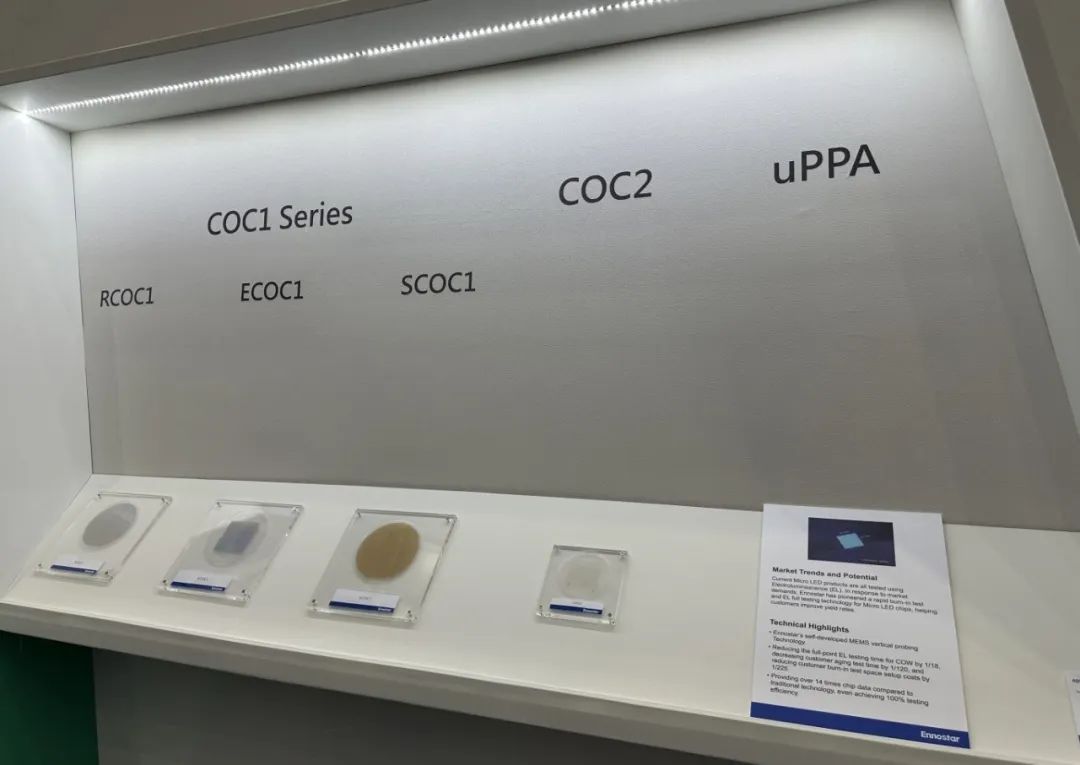 COC1 Series
COC2
uPPA
RCOC1
ECOC1
SCOC1
Market Trends and Potential
Current Micro LED products are all tested using
Electroluminescence (EL). In response to market
demands, Ennostar has pioneered a rapid burn-in test
and EL full testing technology for Micro LED chips, helping
customers improve yield rates.
Technical Highlights
• Ennostar's self-developed MEMS vertical probing
Technology
• Reducing the full-point EL testing time for COW by 1/18,
decreasing customer aging test time by 1/120, and
reducing customer burn-in test space setup costs by
1/225.
• Providing over 14 times chip data compared to
traditional technology, even achieving 100% testing
efficiency.
Ennostar